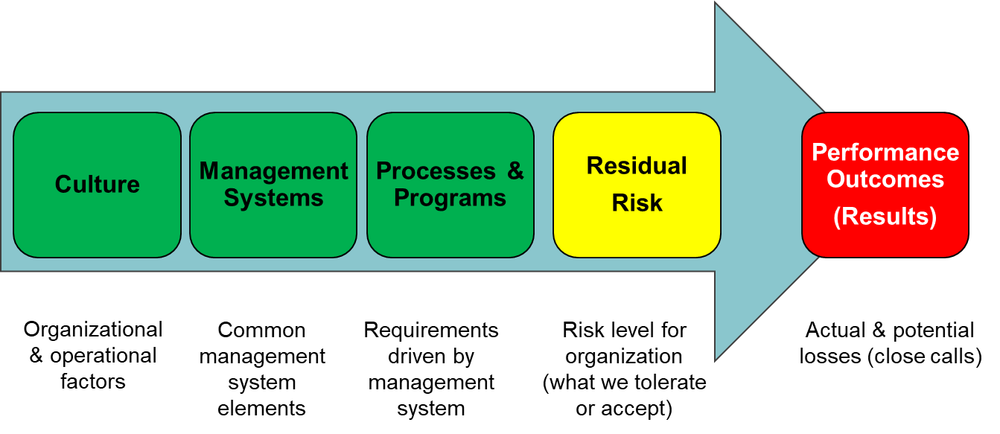 Culture
Management
Systems
Processes &
Programs
Residual
Risk
Performance
Outcomes
(Results)
Organizational
& operational
factors
Common
management
system
elements
Requirements
driven by
management
system
Risk level for
organization
(what we tolerate
or accept)
Actual & potential
losses (close calls)